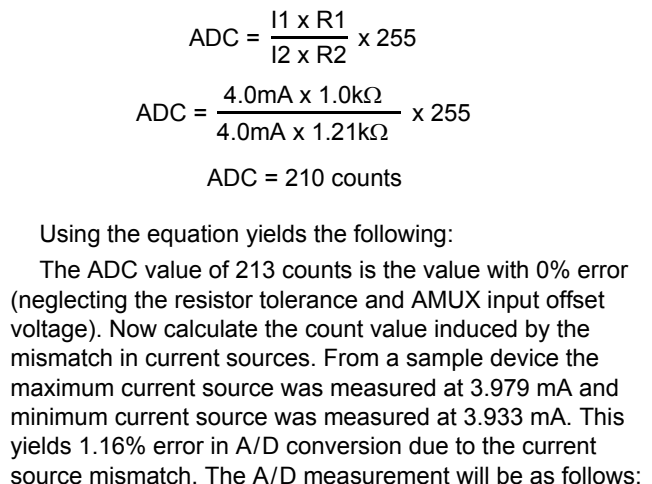 I1 x R1
ADC = ――― x 255
I2 x R2
4.0mA x 1.0kΩ
ADC = ――― x 255
4.0mA x 1.21kΩ
ADC = 210 counts
Using the equation yields the following:
The ADC value of 213 counts is the value with 0% error
(neglecting the resistor tolerance and AMUX input offset
voltage). Now calculate the count value induced by the
mismatch in current sources. From a sample device the
maximum current source was measured at 3.979 mA and
minimum current source was measured at 3.933 mA. This
yields 1.16% error in A/D conversion due to the current
source mismatch. The A/D measurement will be as follows: